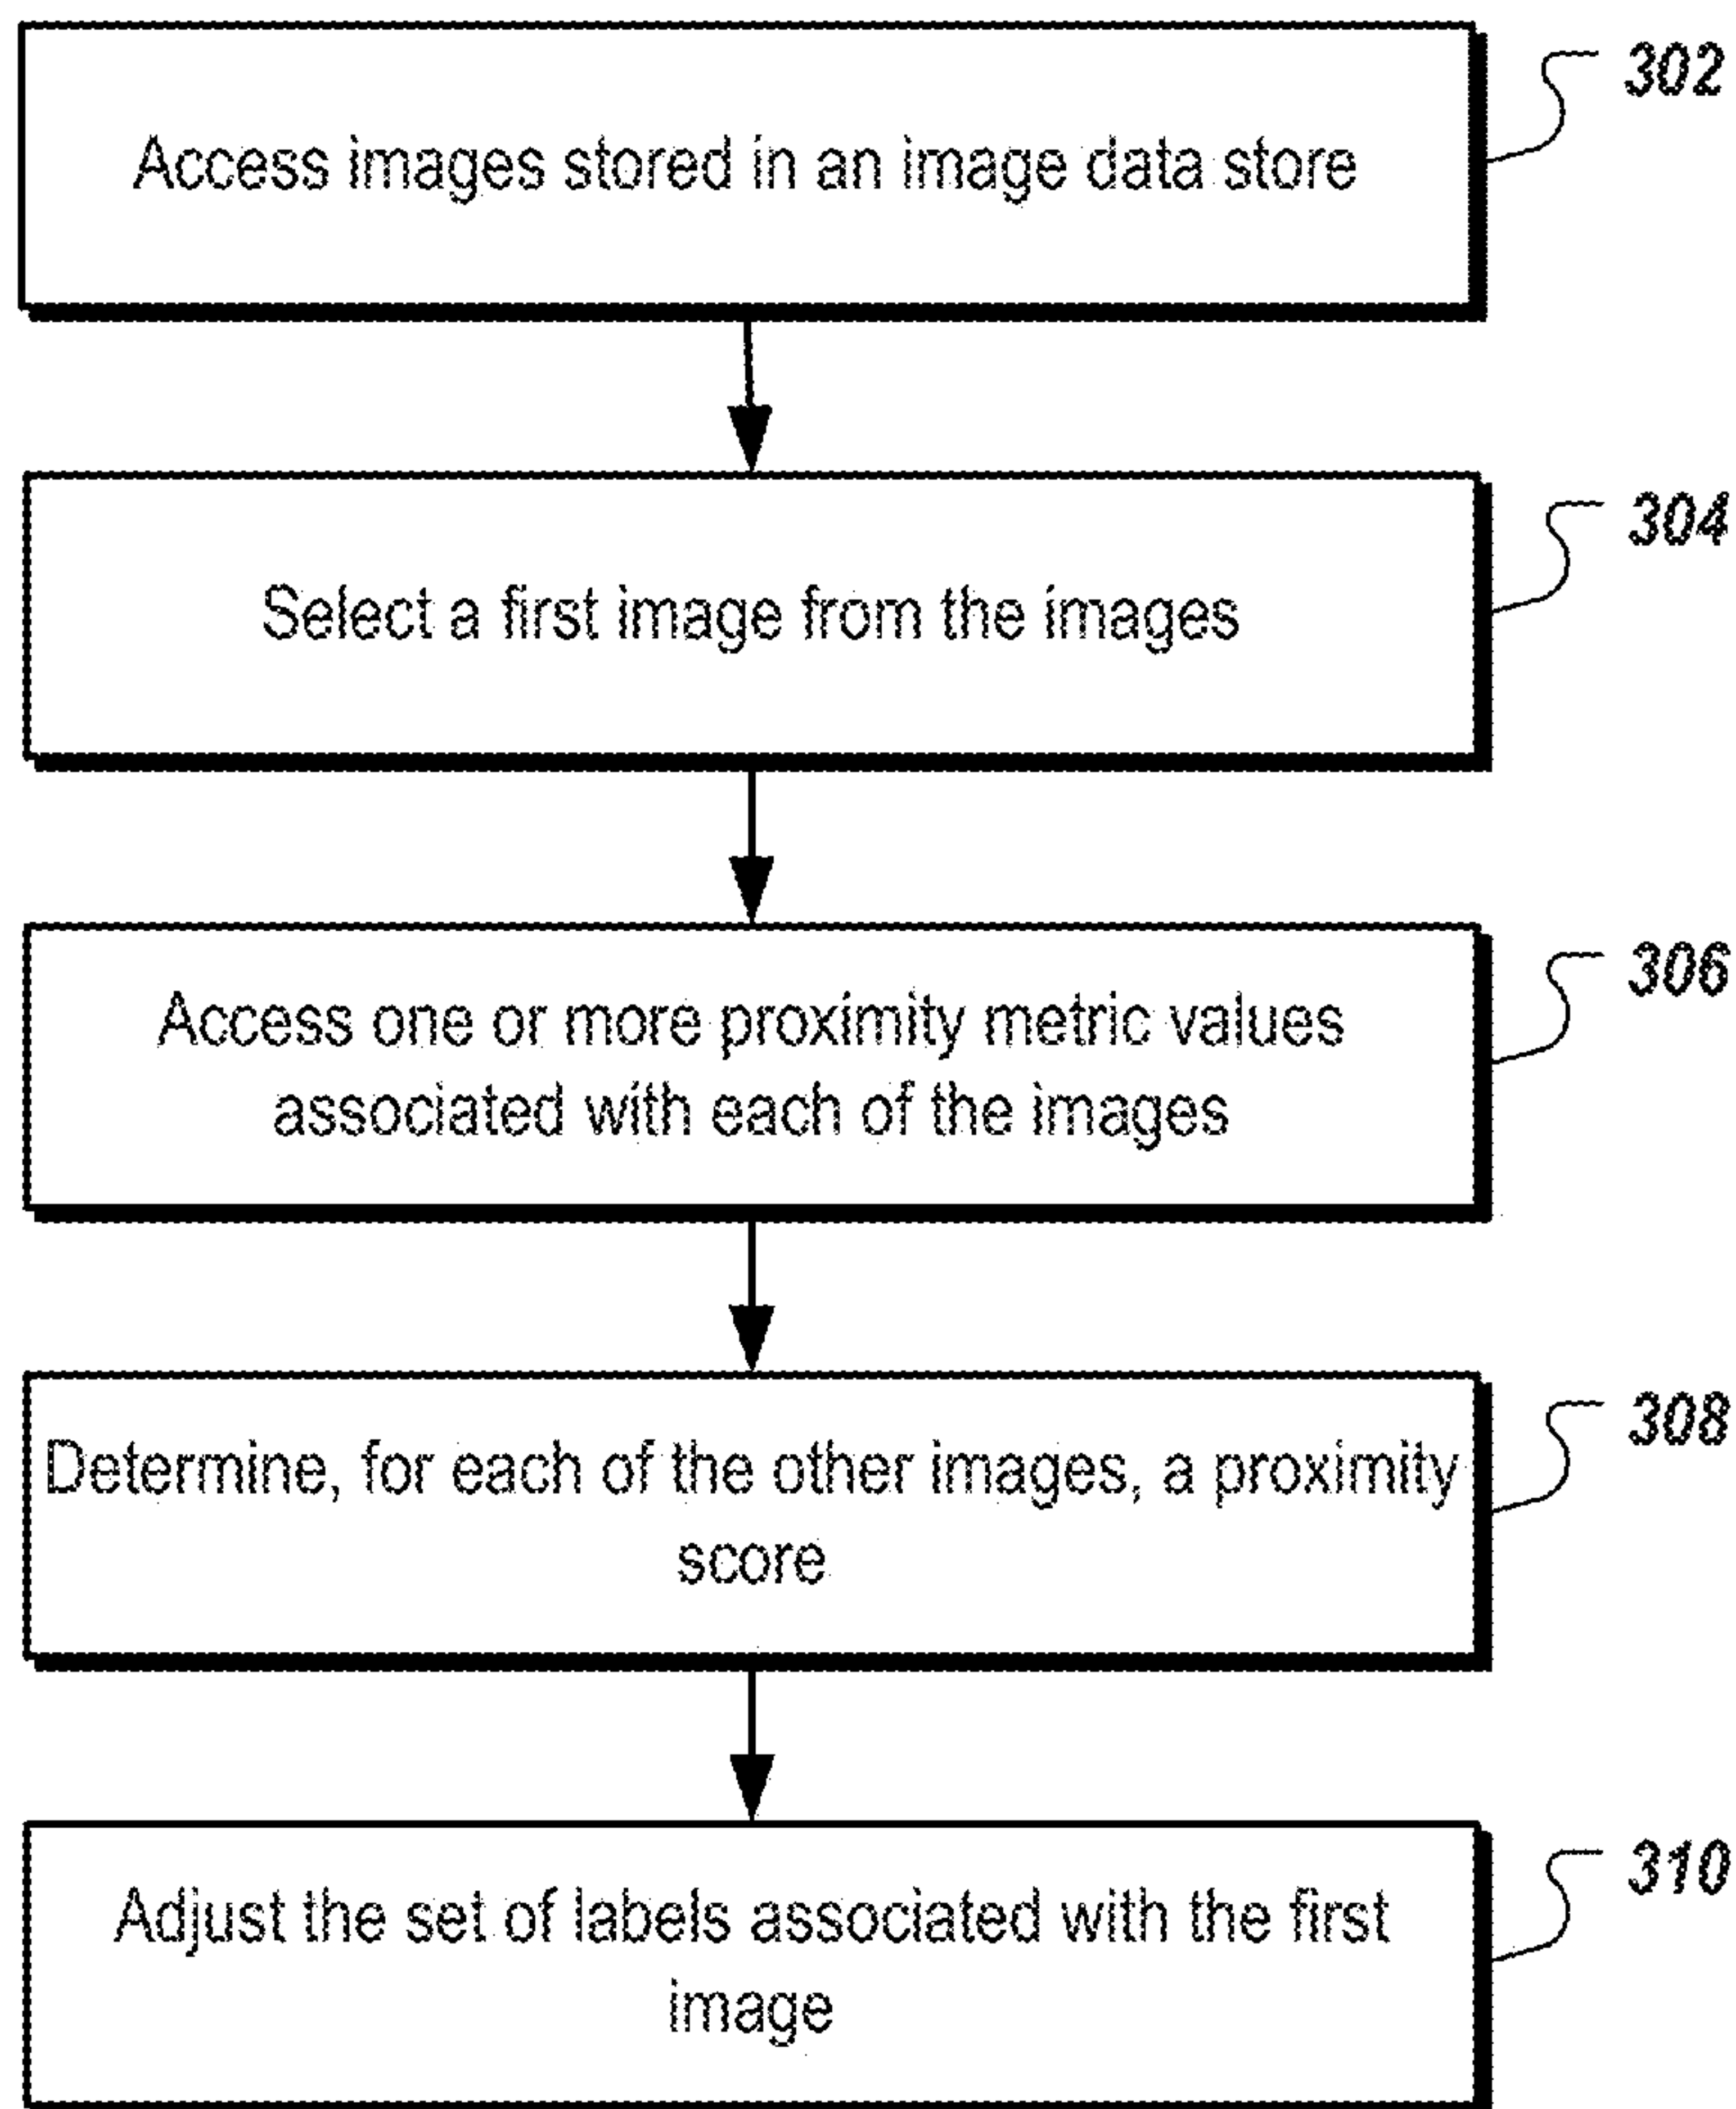 302
Access images stored in an image data store
304
Select a first image from the images
306
Access one or more proximity metric values
associated with each of the images
308
Determine, for each of the other images, a proximity
score
310
Adjust the set of labels associated with the first
image